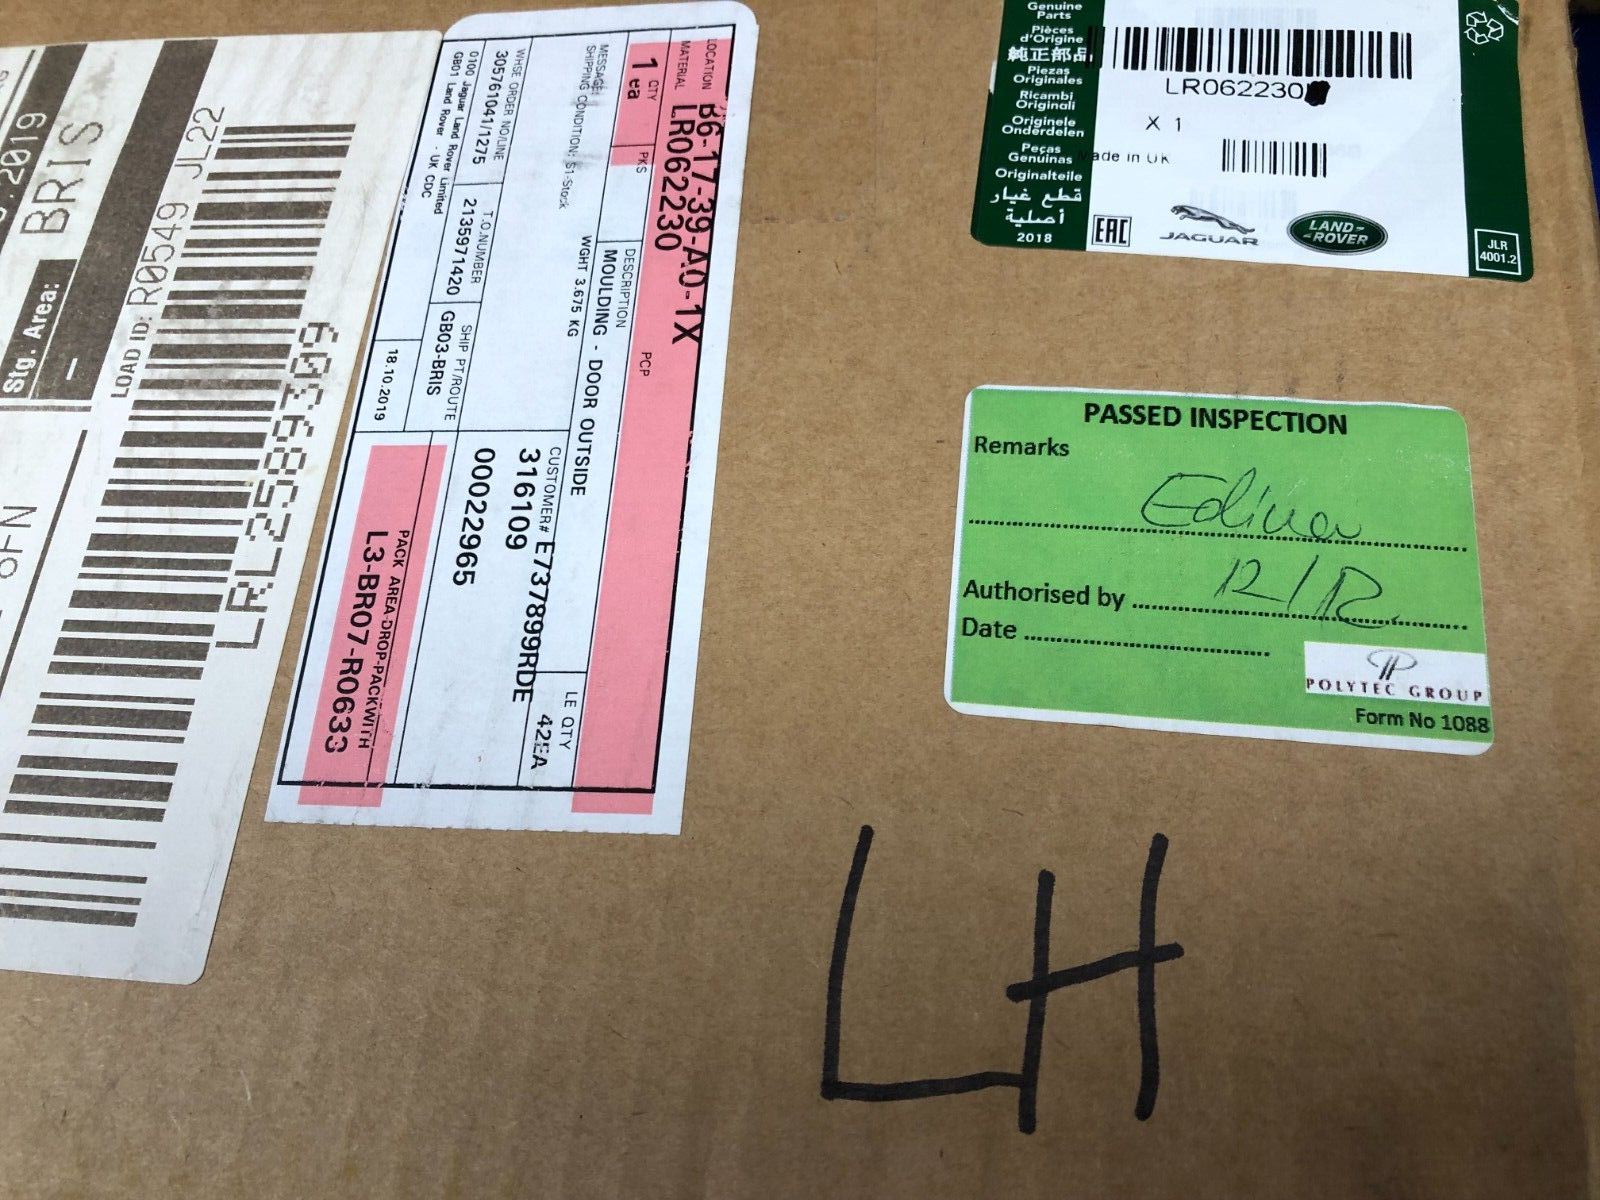 :2019
BRIS
Stg. Area:
–
LOAD ID: R0549 JL22
LRL2589309
LOCATION B6-17-39-A0-1X
MATERIAL LR062230
QTY
1 ea
PKS
DESCRIPTION
MOULDING - DOOR OUTSIDE
PCP
MESSAGE:
SHIPPING CONDITION: S1-Stock
WGHT 3.675 KG
WHSE ORDER NO/LINE
305761041/1275
T.O.NUMBER
2135971420
SHIP PT/ROUTE
GB03-BRIS
CUSTOMER# E737899RDE
316109
00022965
LE QTY
42EA
0100 Jaguar Land Rover Limited
GB01 Land Rover - UK CDC
18.10.2019
PACK AREA-DROP-PACKWITH
L3-BR07-R0633
Genuine
Parts
Pièces
d'Origine
純正部品
Piezas
Originales
Ricambi
Originali
Originele
Onderdelen
Peças
Genuinas
Originalteile
قطع غيار
أصلية
2018
LR062230
X 1
Made in UK
EAC
JAGUAR
LAND-
-ROVER
JLR
4001.2
PASSED INSPECTION
Remarks
Authorised by R/R
Date
POLYTEC GROUP
Form No 1088
LH